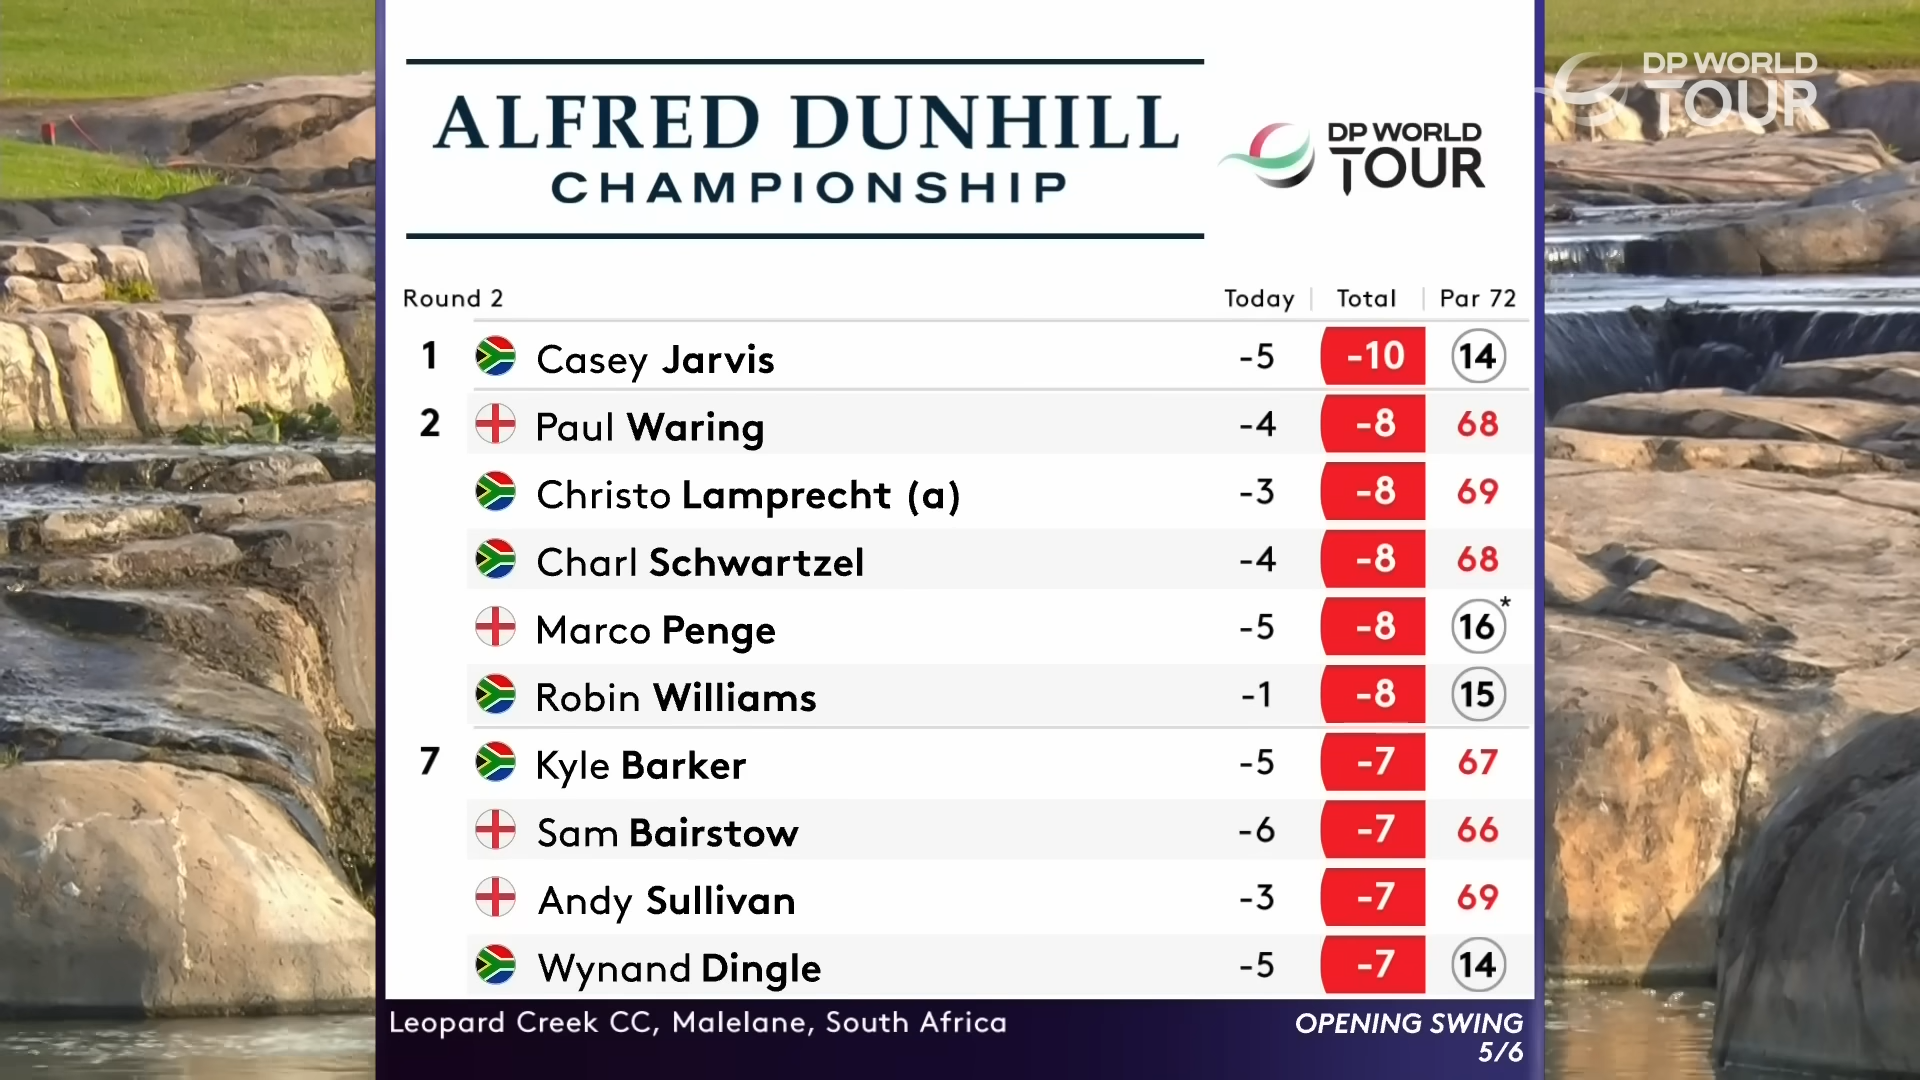 ALFRED DUNHILL
CHAMPIONSHIP
DP WORLD
TOUR
DP WORLD
TOUR
Round 2 Today Total Par 72
1 Casey Jarvis -5 -10 14
2 Paul Waring -4 -8 68
Christo Lamprecht (a) -3 -8 69
Charl Schwartzel -4 -8 68
Marco Penge -5 -8 16*
Robin Williams -1 -8 15
7 Kyle Barker -5 -7 67
Sam Bairstow -6 -7 66
Andy Sullivan -3 -7 69
Wynand Dingle -5 -7 14
Leopard Creek CC, Malelane, South Africa
OPENING SWING
5/6